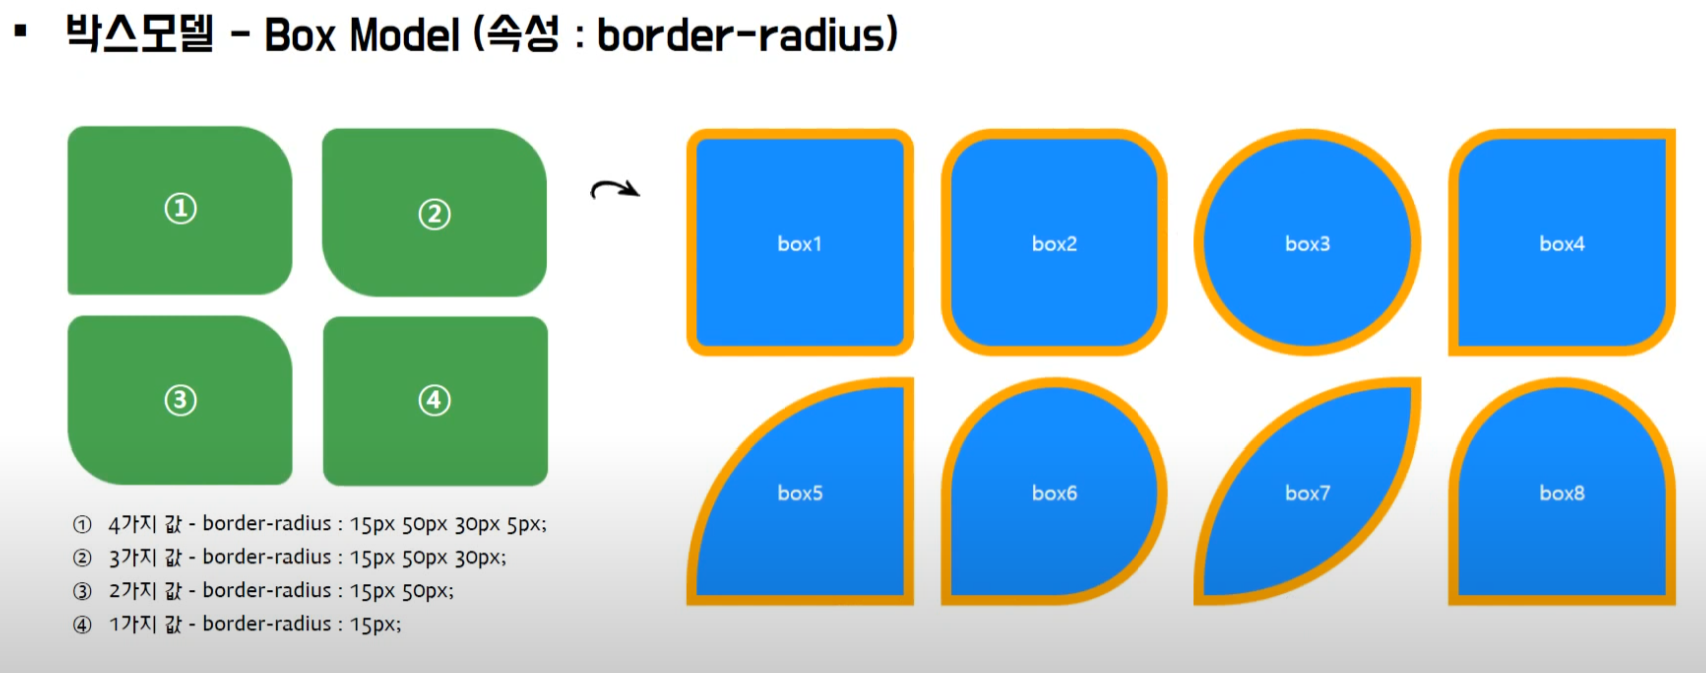 ▪ 박스모델 - Box Model (속성 : border-radius)
①
②
③
④
box1
box2
box3
box4
box5
box6
box7
box8
① 4가지 값 - border-radius : 15px 50px 30px 5px;
② 3가지 값 - border-radius : 15px 50px 30px;
③ 2가지 값 - border-radius : 15px 50px;
④ 1가지 값 - border-radius : 15px;